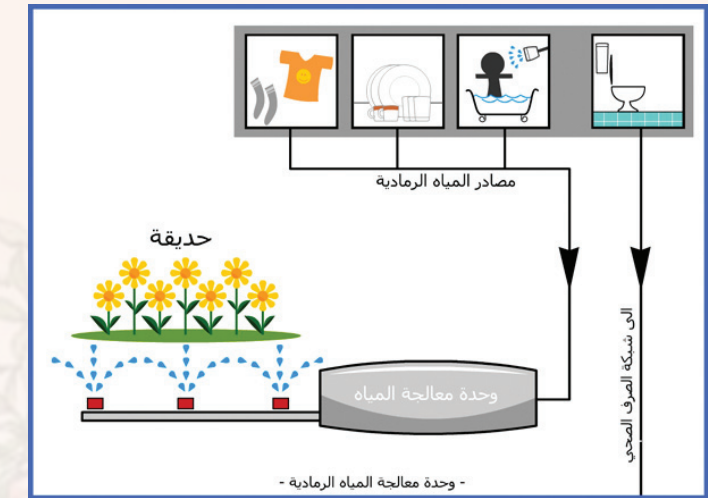 مصادر المياه الرمادية
حديقة
الى شبكة الصرف الصحي
وحدة معالجة المياه
- وحدة معالجة المياه الرمادية -